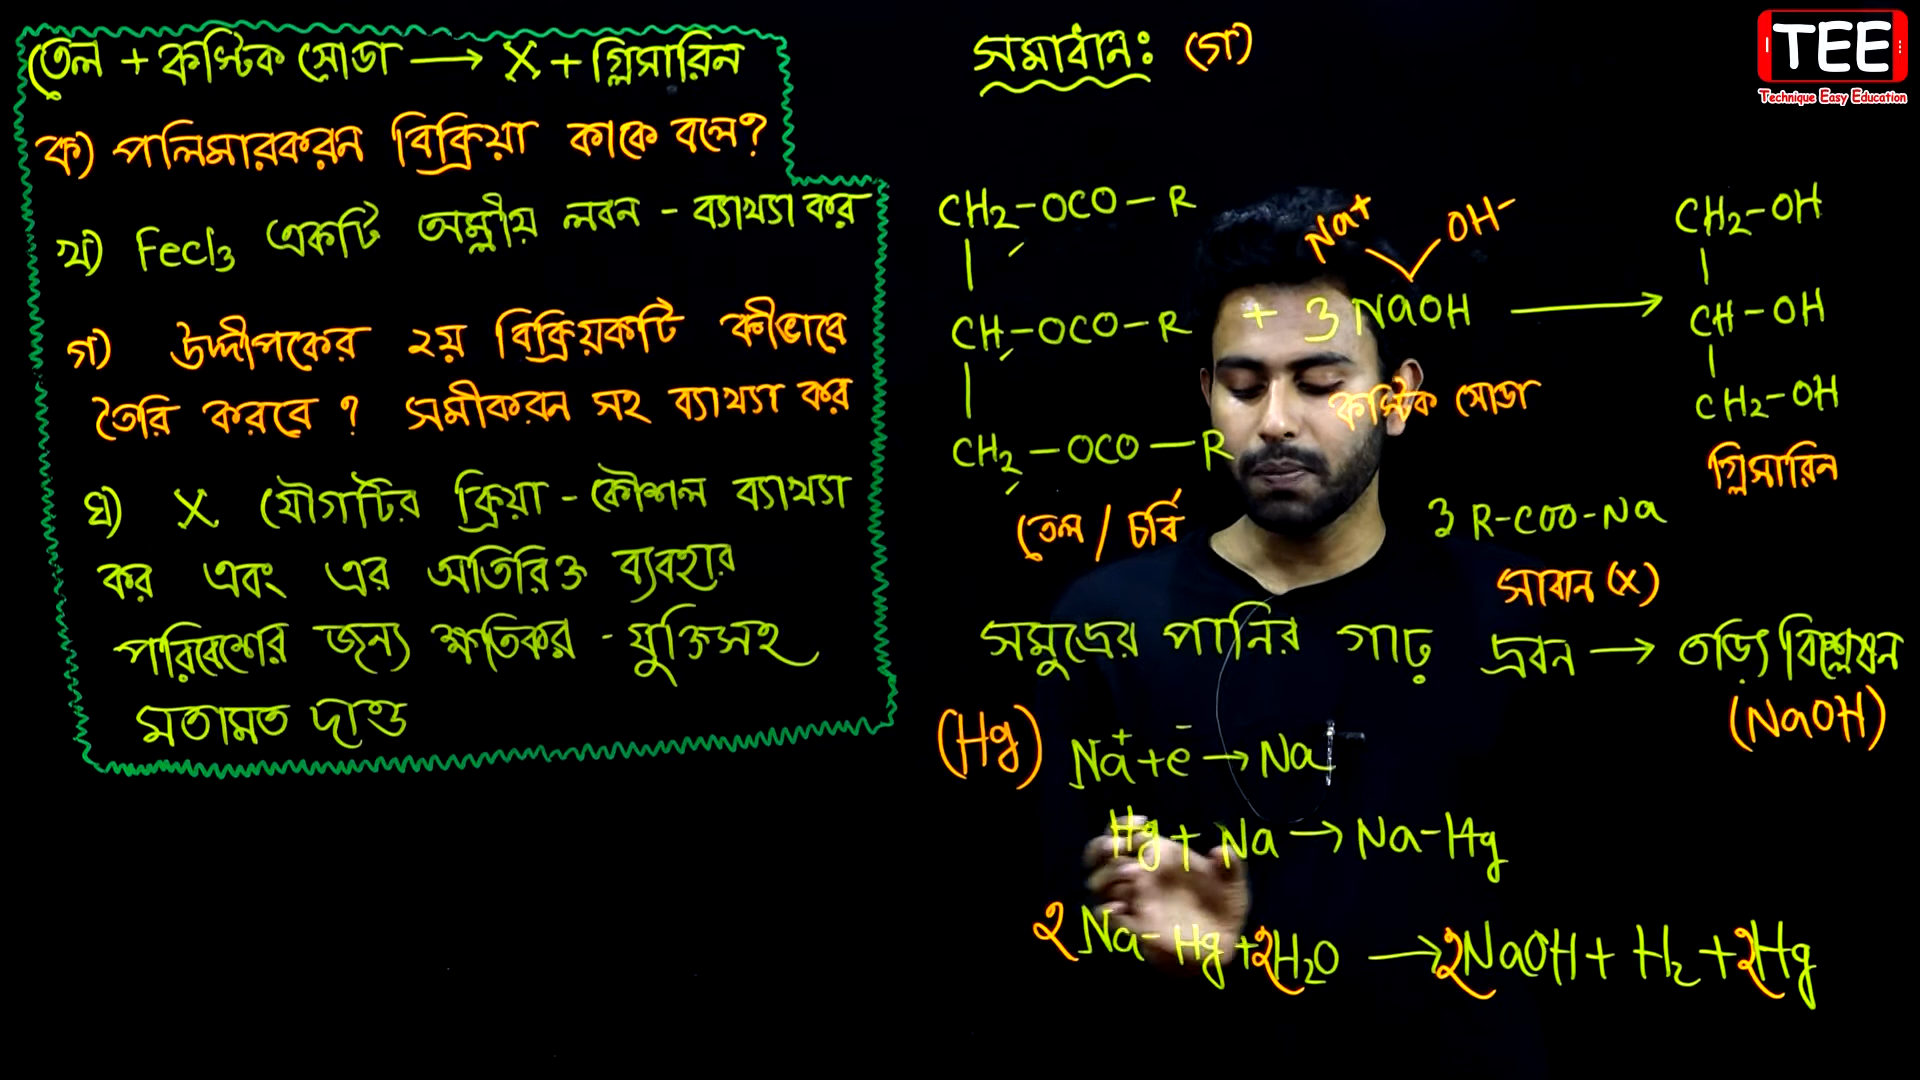 তেল + কস্টিক সোডা → X + গ্লিসারিন
ক) পলিমারকরন বিক্রিয়া কাকে বলে?
খ) FeCl3 একটি অম্লীয় লবন - ব্যাখ্যা কর
গ) উদ্দীপকের ২য় বিক্রিয়কটি কীভাবে
তৈরি করবে ? সমীকরন সহ ব্যাখ্যা কর
ঘ) X যৌগটির ক্রিয়া - কৌশল ব্যাখ্যা
কর এবং এর অতিরিক্ত ব্যবহার
পরিবেশের জন্য ক্ষতিকর - যুক্তিসহ
মতামত দাও
সমাধান: (গ)
TEE
Technique Easy Education
CH2-OCO-R
CH-OCO-R
CH2-OCO-R
তেল / চর্বি
Na+ OH-
+ 3 NaOH →
কস্টিক সোডা
CH2-OH
CH-OH
CH2-OH
গ্লিসারিন
3 R-COO-Na
সাবান (X)
সমুদ্রের পানির গাঢ় দ্রবন → তড়িৎ বিশ্লেষন
(NaOH)
(Hg) Na+ + e- → Na
Hg + Na → Na-Hg
2Na-Hg + 2H2O → 2NaOH + H2 + 2Hg